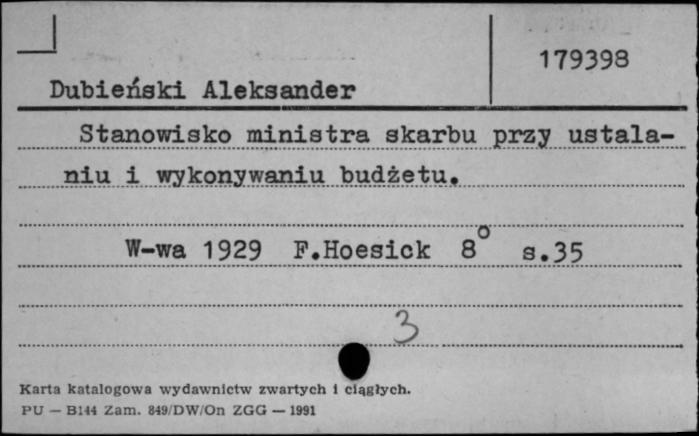 179398
Dubieński Aleksander
Stanowisko ministra skarbu przy ustala-
niu i wykonywaniu budżetu.
W-wa 1929 F.Hoesick 8° s.35
3
Karta katalogowa wydawnictw zwartych i ciągłych.
PU — B144 Zam. 849/DW/On ZGG — 1991